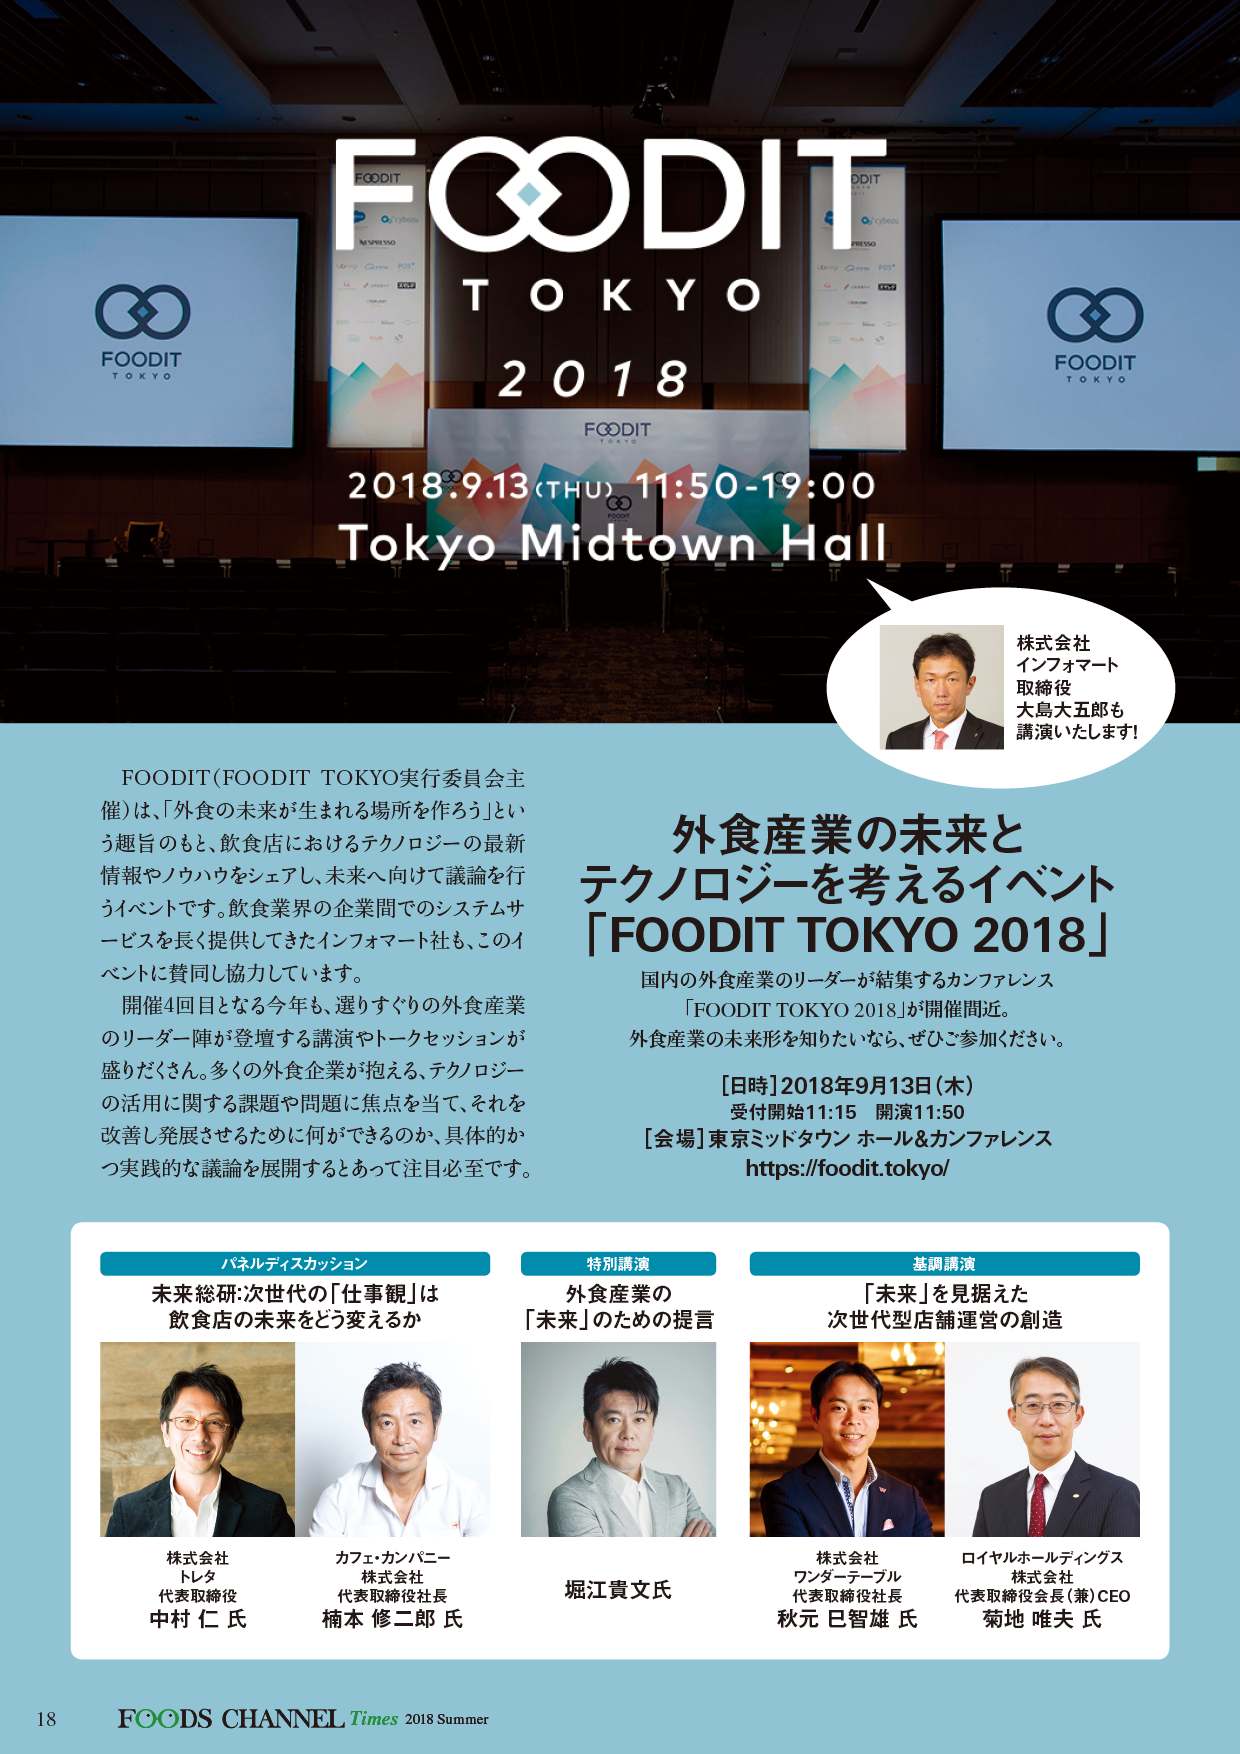 FOODIT
TOKYO
2018
2018.9.13(THU) 11:50-19:00
Tokyo Midtown Hall
FOODIT
TOKYO
FOODIT
TOKYO
FOODIT
NESPRESSO
FOODIT
TOKYO
FOODIT
株式会社
インフォマート
取締役
大島大五郎も
講演いたします!
FOODIT(FOODIT TOKYO実行委員会主
催)は、「外食の未来が生まれる場所を作ろう」とい
う趣旨のもと、飲食店におけるテクノロジーの最新
情報やノウハウをシェアし、未来へ向けて議論を行
うイベントです。飲食業界の企業間でのシステムサ
ービスを長く提供してきたインフォマート社も、このイ
ベントに賛同し協力しています。
開催4回目となる今年も、選りすぐりの外食産業
のリーダー陣が登壇する講演やトークセッションが
盛りだくさん。多くの外食企業が抱える、テクノロジー
の活用に関する課題や問題に焦点を当て、それを
改善し発展させるために何ができるのか、具体的か
つ実践的な議論を展開するとあって注目必至です。
外食産業の未来と
テクノロジーを考えるイベント
「FOODIT TOKYO 2018」
国内の外食産業のリーダーが結集するカンファレンス
「FOODIT TOKYO 2018」が開催間近。
外食産業の未来形を知りたいなら、ぜひご参加ください。
［日時］2018年9月13日（木）
受付開始11:15　開演11:50
［会場］東京ミッドタウン ホール&カンファレンス
https://foodit.tokyo/
パネルディスカッション
未来総研:次世代の「仕事観」は
飲食店の未来をどう変えるか
株式会社
トレタ
代表取締役
中村 仁 氏
カフェ・カンパニー
株式会社
代表取締役社長
楠本 修二郎 氏
特別講演
外食産業の
「未来」のための提言
堀江貴文氏
基調講演
「未来」を見据えた
次世代型店舗運営の創造
株式会社
ワンダーテーブル
代表取締役社長
秋元 巳智雄 氏
ロイヤルホールディングス
株式会社
代表取締役会長（兼）CEO
菊地 唯夫 氏
18
FOODS CHANNEL Times 2018 Summer